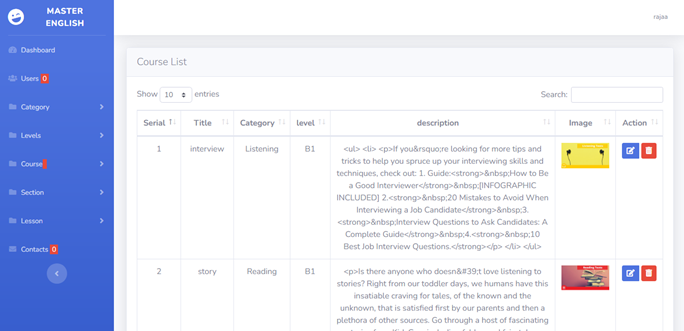 MASTER
ENGLISH
rajaa
Dashboard
Users 0
Category
Levels
Course
Section
Lesson
Contacts 0
Course List
Show 10 entries
Search:
Serial Title Category level description Image Action
1 interview Listening B1
<ul> <li> <p>If you&rsquo;re looking for more tips and
tricks to help you spruce up your interviewing skills and
techniques, check out: 1. Guide:<strong>&nbsp;How to Be
a Good Interviewer</strong>&nbsp;[INFOGRAPHIC
INCLUDED] 2.<strong>&nbsp;20 Mistakes to Avoid When
Interviewing a Job Candidate</strong>&nbsp;3.
<strong>&nbsp;Interview Questions to Ask Candidates: A
Complete Guide</strong>&nbsp;4.<strong>&nbsp;10
Best Job Interview Questions.</strong></p> </li> </ul>
2 story Reading B1
<p>Is there anyone who doesn&#39;t love listening to
stories? Right from our toddler days, we humans have this
insatiable craving for tales, of the known and the
unknown, that is satisfied first by our parents and then a
plethora of other sources. Go through a host of fascinating